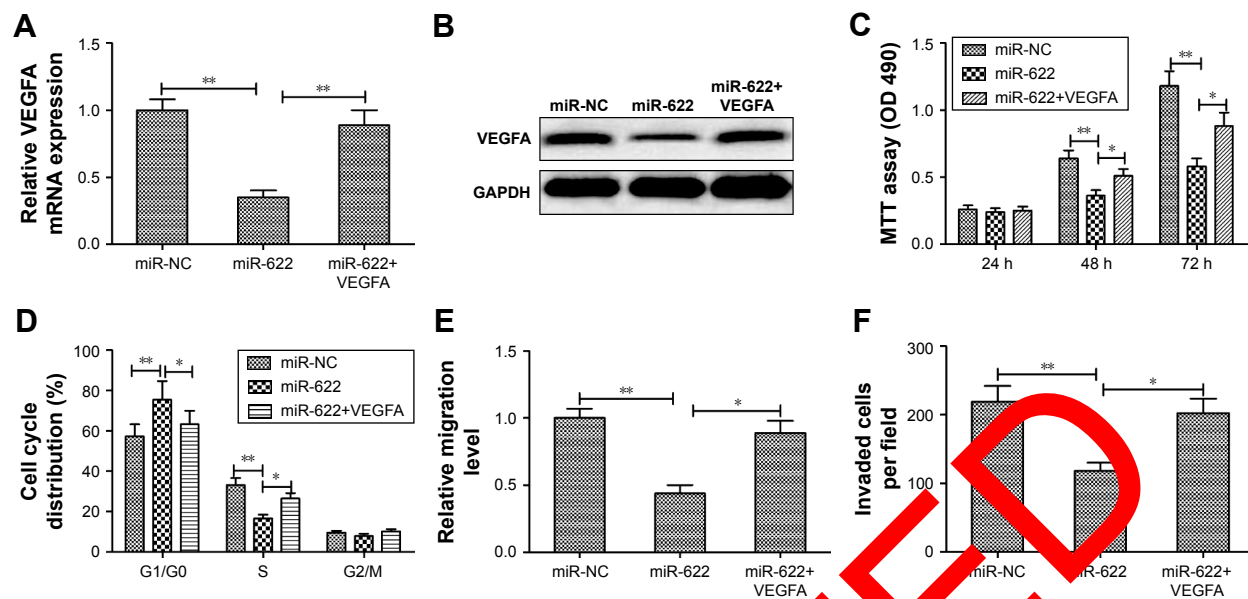 A
Relative VEGFA
mRNA expression
1.5
1.0
0.5
0.0
**
**
miR-NC
miR-622
miR-622+
VEGFA
B
miR-NC
miR-622
miR-622+
VEGFA
VEGFA
GAPDH
C
MTT assay (OD 490)
1.5
1.0
0.5
0.0
miR-NC
miR-622
miR-622+VEGFA
**
*
**
*
24 h
48 h
72 h
D
Cell cycle
distribution (%)
100
80
60
40
20
0
miR-NC
miR-622
miR-622+VEGFA
**
*
**
*
G1/G0
S
G2/M
E
Relative migration
level
1.5
1.0
0.5
0.0
**
*
miR-NC
miR-622
miR-622+
VEGFA
F
Invaded cells
per field
300
200
100
0
**
*
miR-NC
miR-622
miR-622+
VEGFA